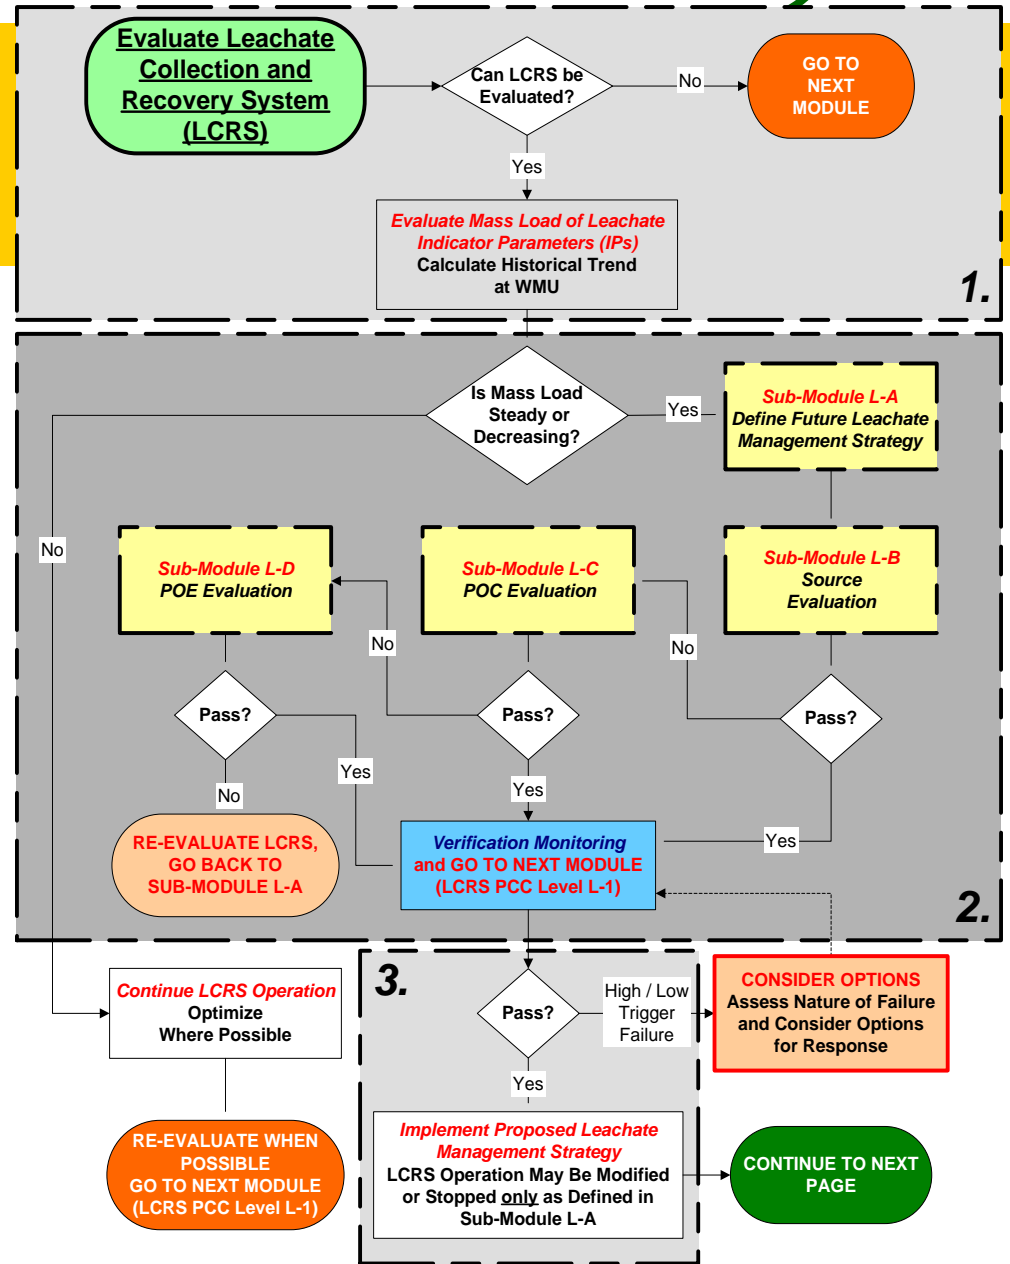 Evaluate Leachate
Collection and
Recovery System
(LCRS)
Can LCRS be
Evaluated?
No
GO TO
NEXT
MODULE
Yes
Evaluate Mass Load of Leachate
Indicator Parameters (IPs)
Calculate Historical Trend
at WMU
1.
Is Mass Load
Steady or
Decreasing?
Yes
Sub-Module L-A
Define Future Leachate
Management Strategy
No
Sub-Module L-D
POE Evaluation
Sub-Module L-C
POC Evaluation
Sub-Module L-B
Source
Evaluation
No
No
Pass?
Pass?
Pass?
Yes
No
Yes
Yes
RE-EVALUATE LCRS,
GO BACK TO
SUB-MODULE L-A
Verification Monitoring
and GO TO NEXT MODULE
(LCRS PCC Level L-1)
2.
Continue LCRS Operation
Optimize
Where Possible
3.
Pass?
High / Low
Trigger
Failure
CONSIDER OPTIONS
Assess Nature of Failure
and Consider Options
for Response
Yes
RE-EVALUATE WHEN
POSSIBLE
GO TO NEXT MODULE
(LCRS PCC Level L-1)
Implement Proposed Leachate
Management Strategy
LCRS Operation May Be Modified
or Stopped only as Defined in
Sub-Module L-A
CONTINUE TO NEXT
PAGE